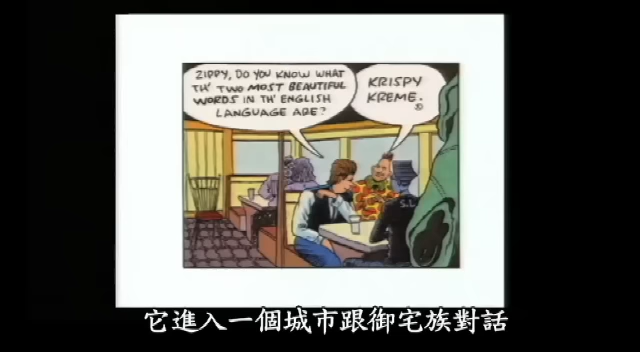 ZIPPY, DO YOU KNOW WHAT
TH' TWO MOST BEAUTIFUL
WORDS IN TH' ENGLISH
LANGUAGE ARE?
KRISPY
KREME.
®
S.L.
它進入一個城市跟御宅族對話